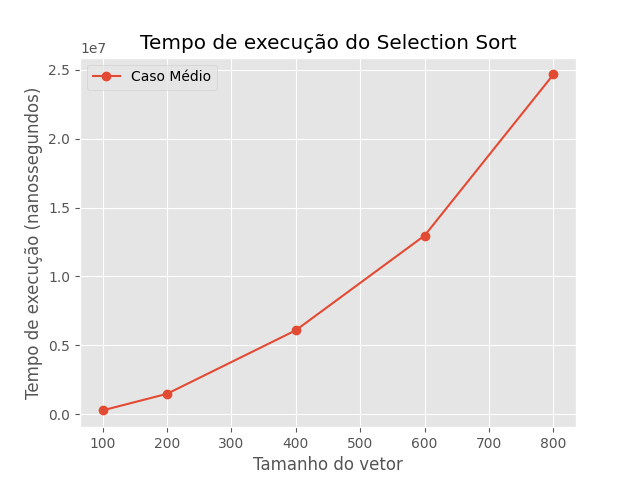 Tempo de execução do Selection Sort
1e7
Caso Médio
2.5
2.0
1.5
1.0
0.5
0.0
Tempo de execução (nanossegundos)
100 200 300 400 500 600 700 800
Tamanho do vetor